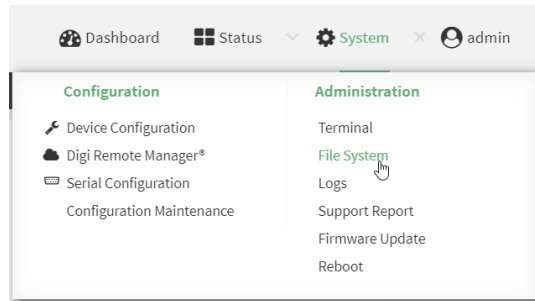 Dashboard Status System admin
Configuration
Device Configuration
Digi Remote Manager®
Serial Configuration
Configuration Maintenance
Administration
Terminal
File System
Logs
Support Report
Firmware Update
Reboot